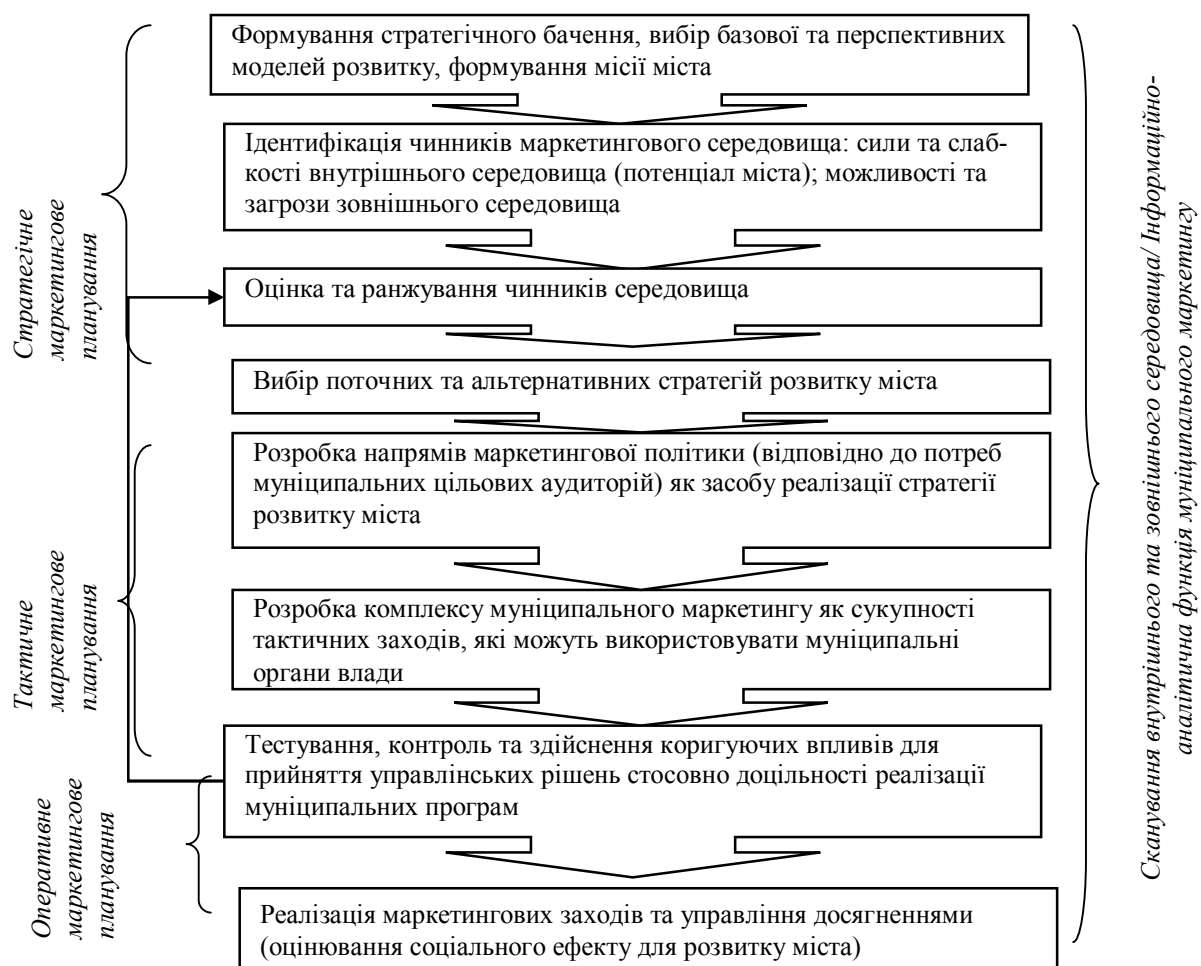 Формування стратегічного бачення, вибір базової та перспективних
моделей розвитку, формування місії міста
Ідентифікація чинників маркетингового середовища: сили та слаб-
кості внутрішнього середовища (потенціал міста); можливості та
загрози зовнішнього середовища
Оцінка та ранжування чинників середовища
Вибір поточних та альтернативних стратегій розвитку міста
Розробка напрямів маркетингової політики (відповідно до потреб
муніципальних цільових аудиторій) як засобу реалізації стратегії
розвитку міста
Розробка комплексу муніципального маркетингу як сукупності
тактичних заходів, які можуть використовувати муніципальні
органи влади
Тестування, контроль та здійснення коригуючих впливів для
прийняття управлінських рішень стосовно доцільності реалізації
муніципальних програм
Реалізація маркетингових заходів та управління досягненнями
(оцінювання соціального ефекту для розвитку міста)
Стратегічне
маркетингове
планування
Тактичне
маркетингове
планування
Оперативне
маркетингове
планування
Сканування внутрішнього та зовнішнього середовища/ Інформаційно-
аналітична функція муніципального маркетингу